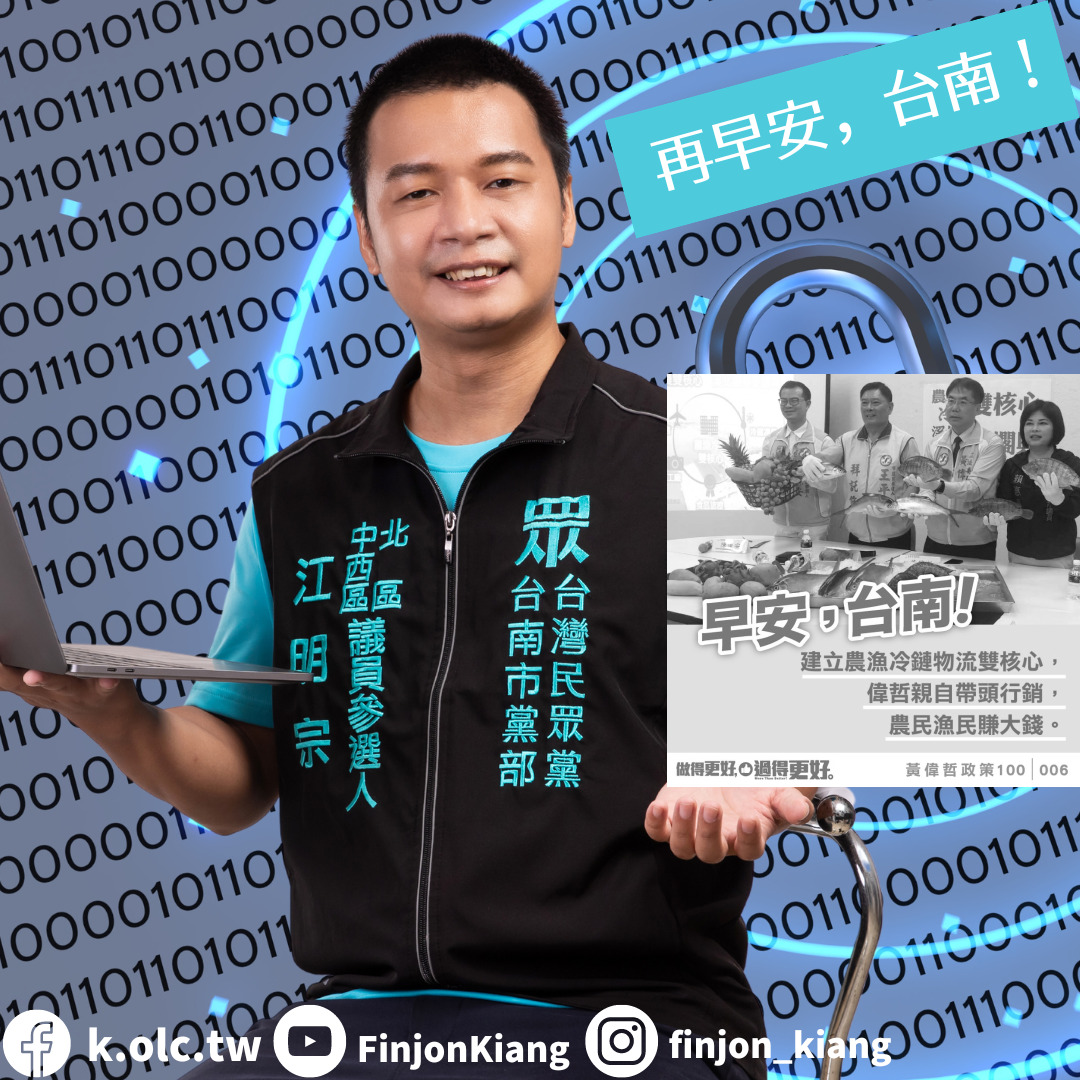 再早安，台南！
眾
台灣民眾黨
台南市黨部
北區
中西區
議員參選人
江明宗
雙核心
早安，台南!
建立農漁冷鏈物流雙核心，
偉哲親自帶頭行銷，
農民漁民賺大錢。
做得更好，過得更好。
黃偉哲政策100│006
k.olc.tw
FinjonKiang
finjon_kiang